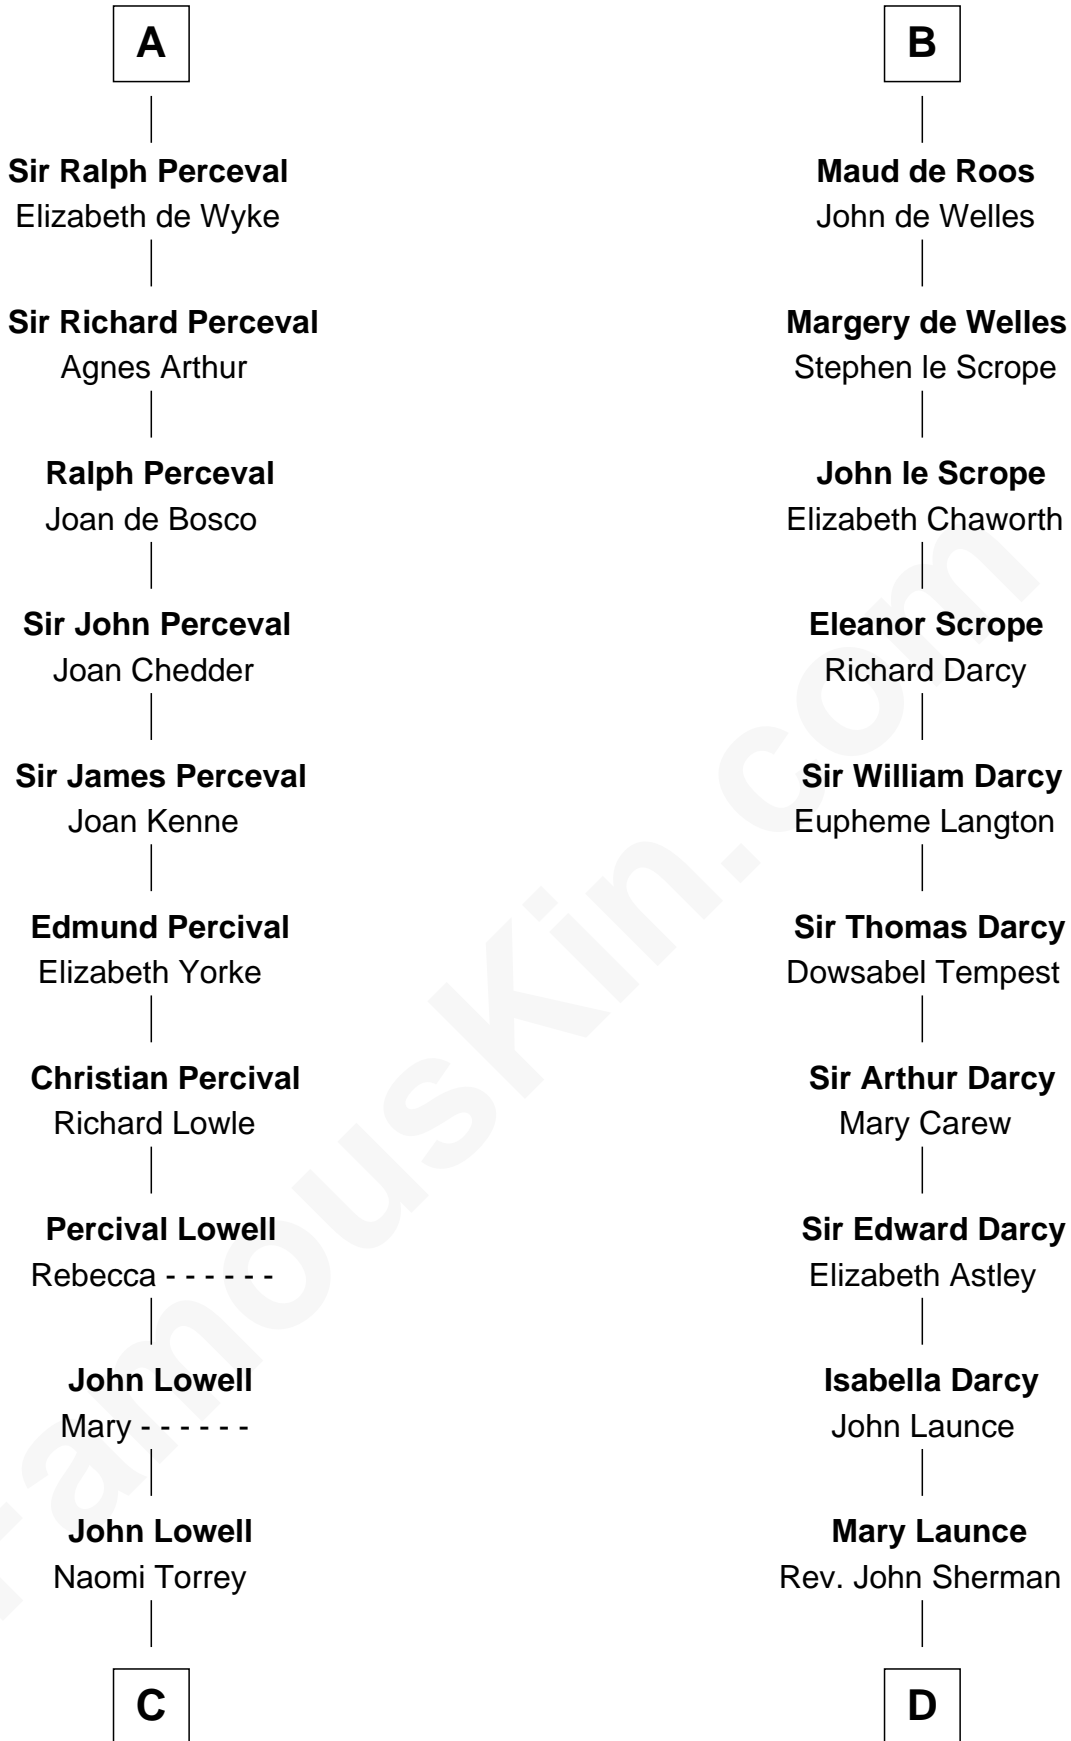 A
Sir Ralph Perceval
Elizabeth de Wyke
Sir Richard Perceval
Agnes Arthur
Ralph Perceval
Joan de Bosco
Sir John Perceval
Joan Chedder
Sir James Perceval
Joan Kenne
Edmund Percival
Elizabeth Yorke
Christian Percival
Richard Lowle
Percival Lowell
Rebecca - - - - - -
John Lowell
Mary - - - - - -
John Lowell
Naomi Torrey
C
B
Maud de Roos
John de Welles
Margery de Welles
Stephen le Scrope
John le Scrope
Elizabeth Chaworth
Eleanor Scrope
Richard Darcy
Sir William Darcy
Eupheme Langton
Sir Thomas Darcy
Dowsabel Tempest
Sir Arthur Darcy
Mary Carew
Sir Edward Darcy
Elizabeth Astley
Isabella Darcy
John Launce
Mary Launce
Rev. John Sherman
D
FamousKin.com